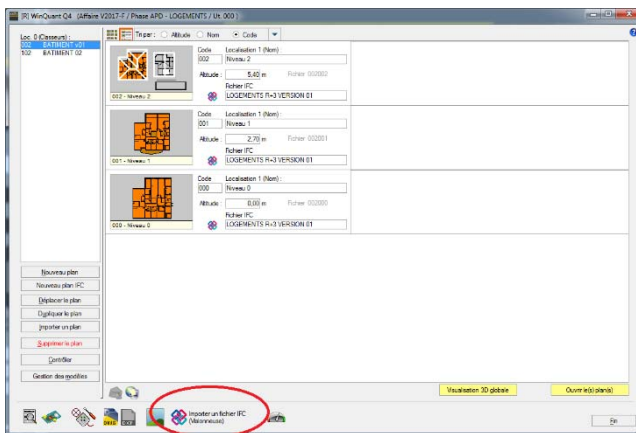 [R] WinQuant Q4 (Affaire V2017-F / Phase APD - LOGEMENTS / Ut. 000 )
Loc. 0 (Classeurs) :
002 BATIMENT v01
102 BATIMENT 02
Trier par : Altitude Nom Code
Code Localisation 1 (Nom) :
002 Niveau 2
Altitude : 5,40 m Fichier 002002
Fichier IFC
LOGEMENTS R+3 VERSION 01
002 - Niveau 2
Code Localisation 1 (Nom) :
001 Niveau 1
Altitude : 2,70 m Fichier 002001
Fichier IFC
LOGEMENTS R+3 VERSION 01
001 - Niveau 1
Code Localisation 1 (Nom) :
000 Niveau 0
Altitude : 0,00 m Fichier 002000
Fichier IFC
LOGEMENTS R+3 VERSION 01
000 - Niveau 0
Nouveau plan
Nouveau plan IFC
Déplacer le plan
Dupliquer le plan
Importer un plan
Supprimer le plan
Contrôler
Gestion des modèles
Visualisation 3D globale
Ouvrir le(s) plan(s)
Importer un fichier IFC
(Visionneuse)
DWG
DXF
Fin